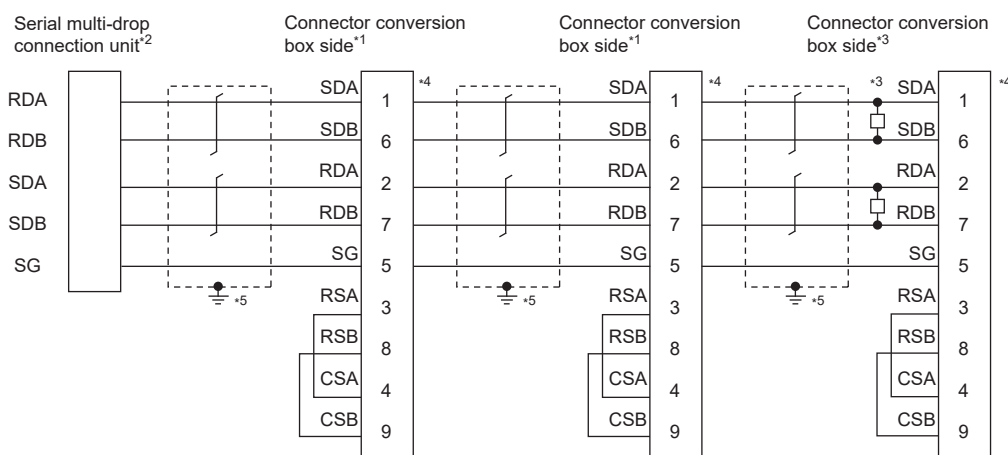 Serial multi-drop
connection unit*2
Connector conversion
box side*1
Connector conversion
box side*1
Connector conversion
box side*3
RDA
RDB
SDA
SDB
SG
*5
SDA
SDB
RDA
RDB
SG
RSA
RSB
CSA
CSB
1
6
2
7
5
3
8
4
9
*4
*5
SDA
SDB
RDA
RDB
SG
RSA
RSB
CSA
CSB
1
6
2
7
5
3
8
4
9
*4
*5
*3
SDA
SDB
RDA
RDB
SG
RSA
RSB
CSA
CSB
1
6
2
7
5
3
8
4
9
*4